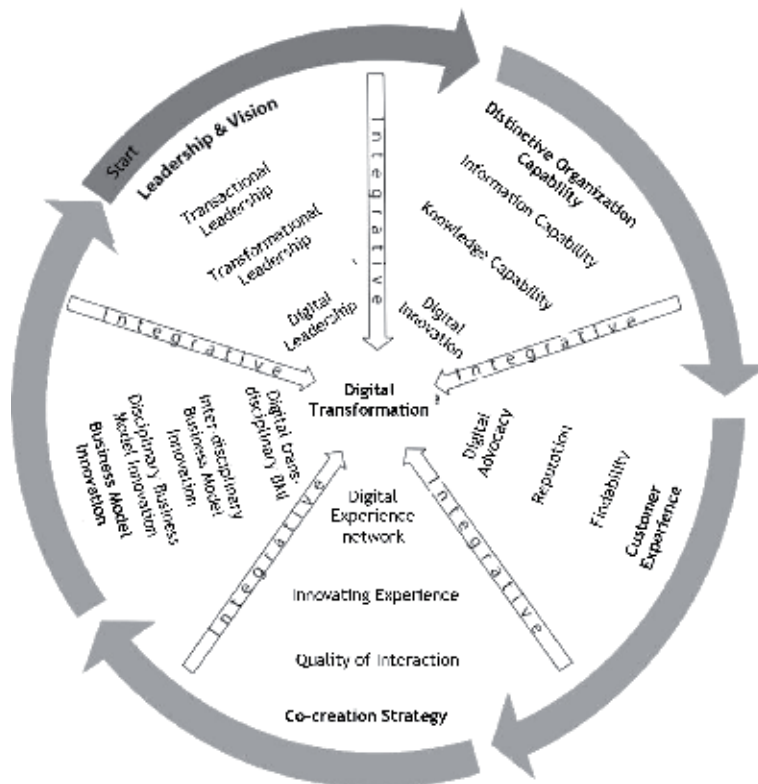 Start
Leadership & Vision
Transactional
Leadership
Transformational
Leadership
Digital
Leadership
Integrative
Distinctive Organization
Capability
Information Capability
Knowledge Capability
Digital
Innovation
Integrative
Customer
Experience
Findability
Reputation
Digital
Advocacy
Integrative
Digital
Experience
network
Innovating Experience
Quality of Interaction
Co-creation Strategy
Integrative
Business Model
Innovation
Disciplinary Business
Model Innovation
Inter-disciplinary
Business Model
Innovation
Digital trans-
disciplinary BMI
Integrative
Digital
Transformation